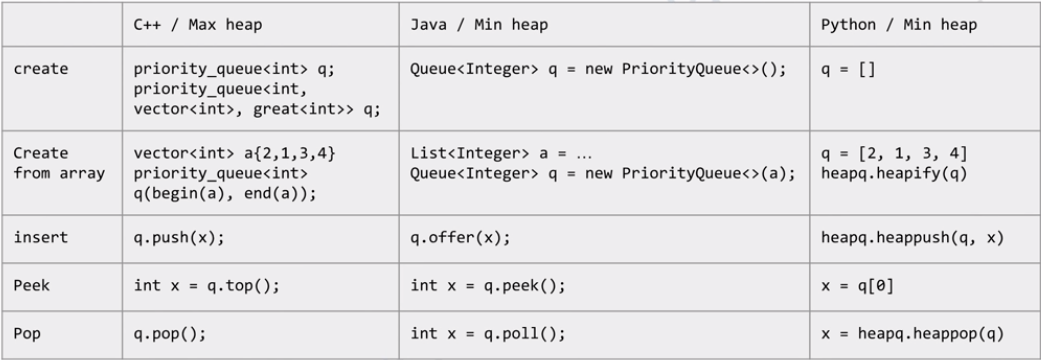 C++ / Max heap
Java / Min heap
Python / Min heap
create
priority_queue<int> q;
priority_queue<int,
vector<int>, great<int>> q;
Queue<Integer> q = new PriorityQueue<>();
q = []
Create
from array
vector<int> a{2,1,3,4}
priority_queue<int>
q(begin(a), end(a));
List<Integer> a = …
Queue<Integer> q = new PriorityQueue<>(a);
q = [2, 1, 3, 4]
heapq.heapify(q)
insert
q.push(x);
q.offer(x);
heapq.heappush(q, x)
Peek
int x = q.top();
int x = q.peek();
x = q[0]
Pop
q.pop();
int x = q.poll();
x = heapq.heappop(q)